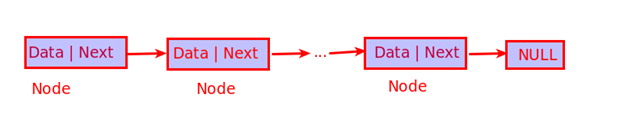 Data | Next Data | Next ... Data | Next NULL
Node Node Node